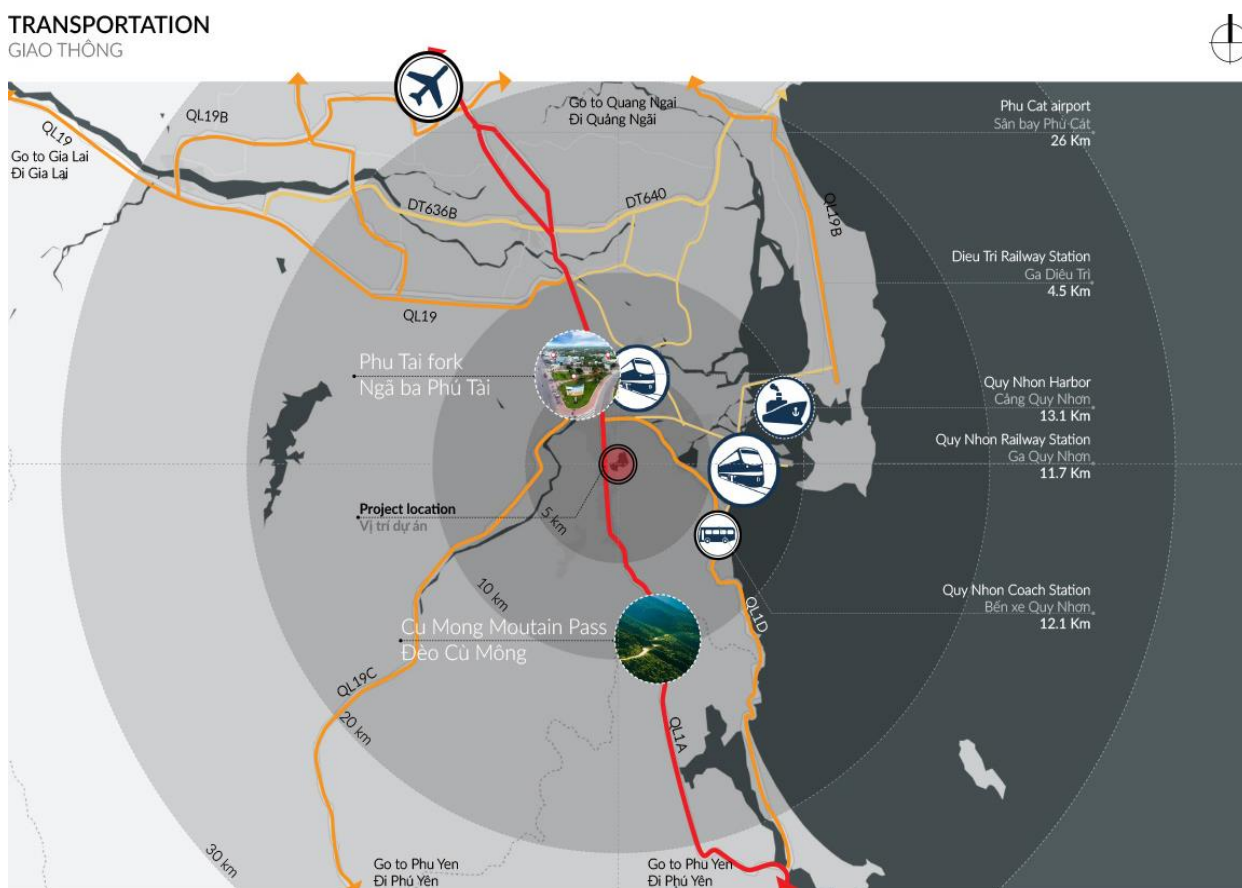 TRANSPORTATION
GIAO THÔNG
QL19B
QL19
Go to Gia Lai
Đi Gia Lại
Go to Quang Ngai
Đi Quảng Ngãi
Phu Cat airport
Sân bay Phù Cát
26 Km
DT636B
DT640
QL19B
Dieu Tri Railway Station
Ga Diêu Trì
4.5 Km
QL19
Phu Tai fork
Ngã ba Phú Tài
Quy Nhon Harbor
Cảng Quy Nhơn
13.1 Km
Quy Nhon Railway Station
Ga Quy Nhơn
11.7 Km
Project location
Vị trí dự án
5 km
10 km
Quy Nhon Coach Station
Bến xe Quy Nhơn
12.1 Km
Cu Mong Moutain Pass
Đèo Cù Mông
QL1D
QL19C
20 km
QL1A
30 km
Go to Phu Yen
Đi Phú Yên
Go to Phu Yen
Đi Phú Yên